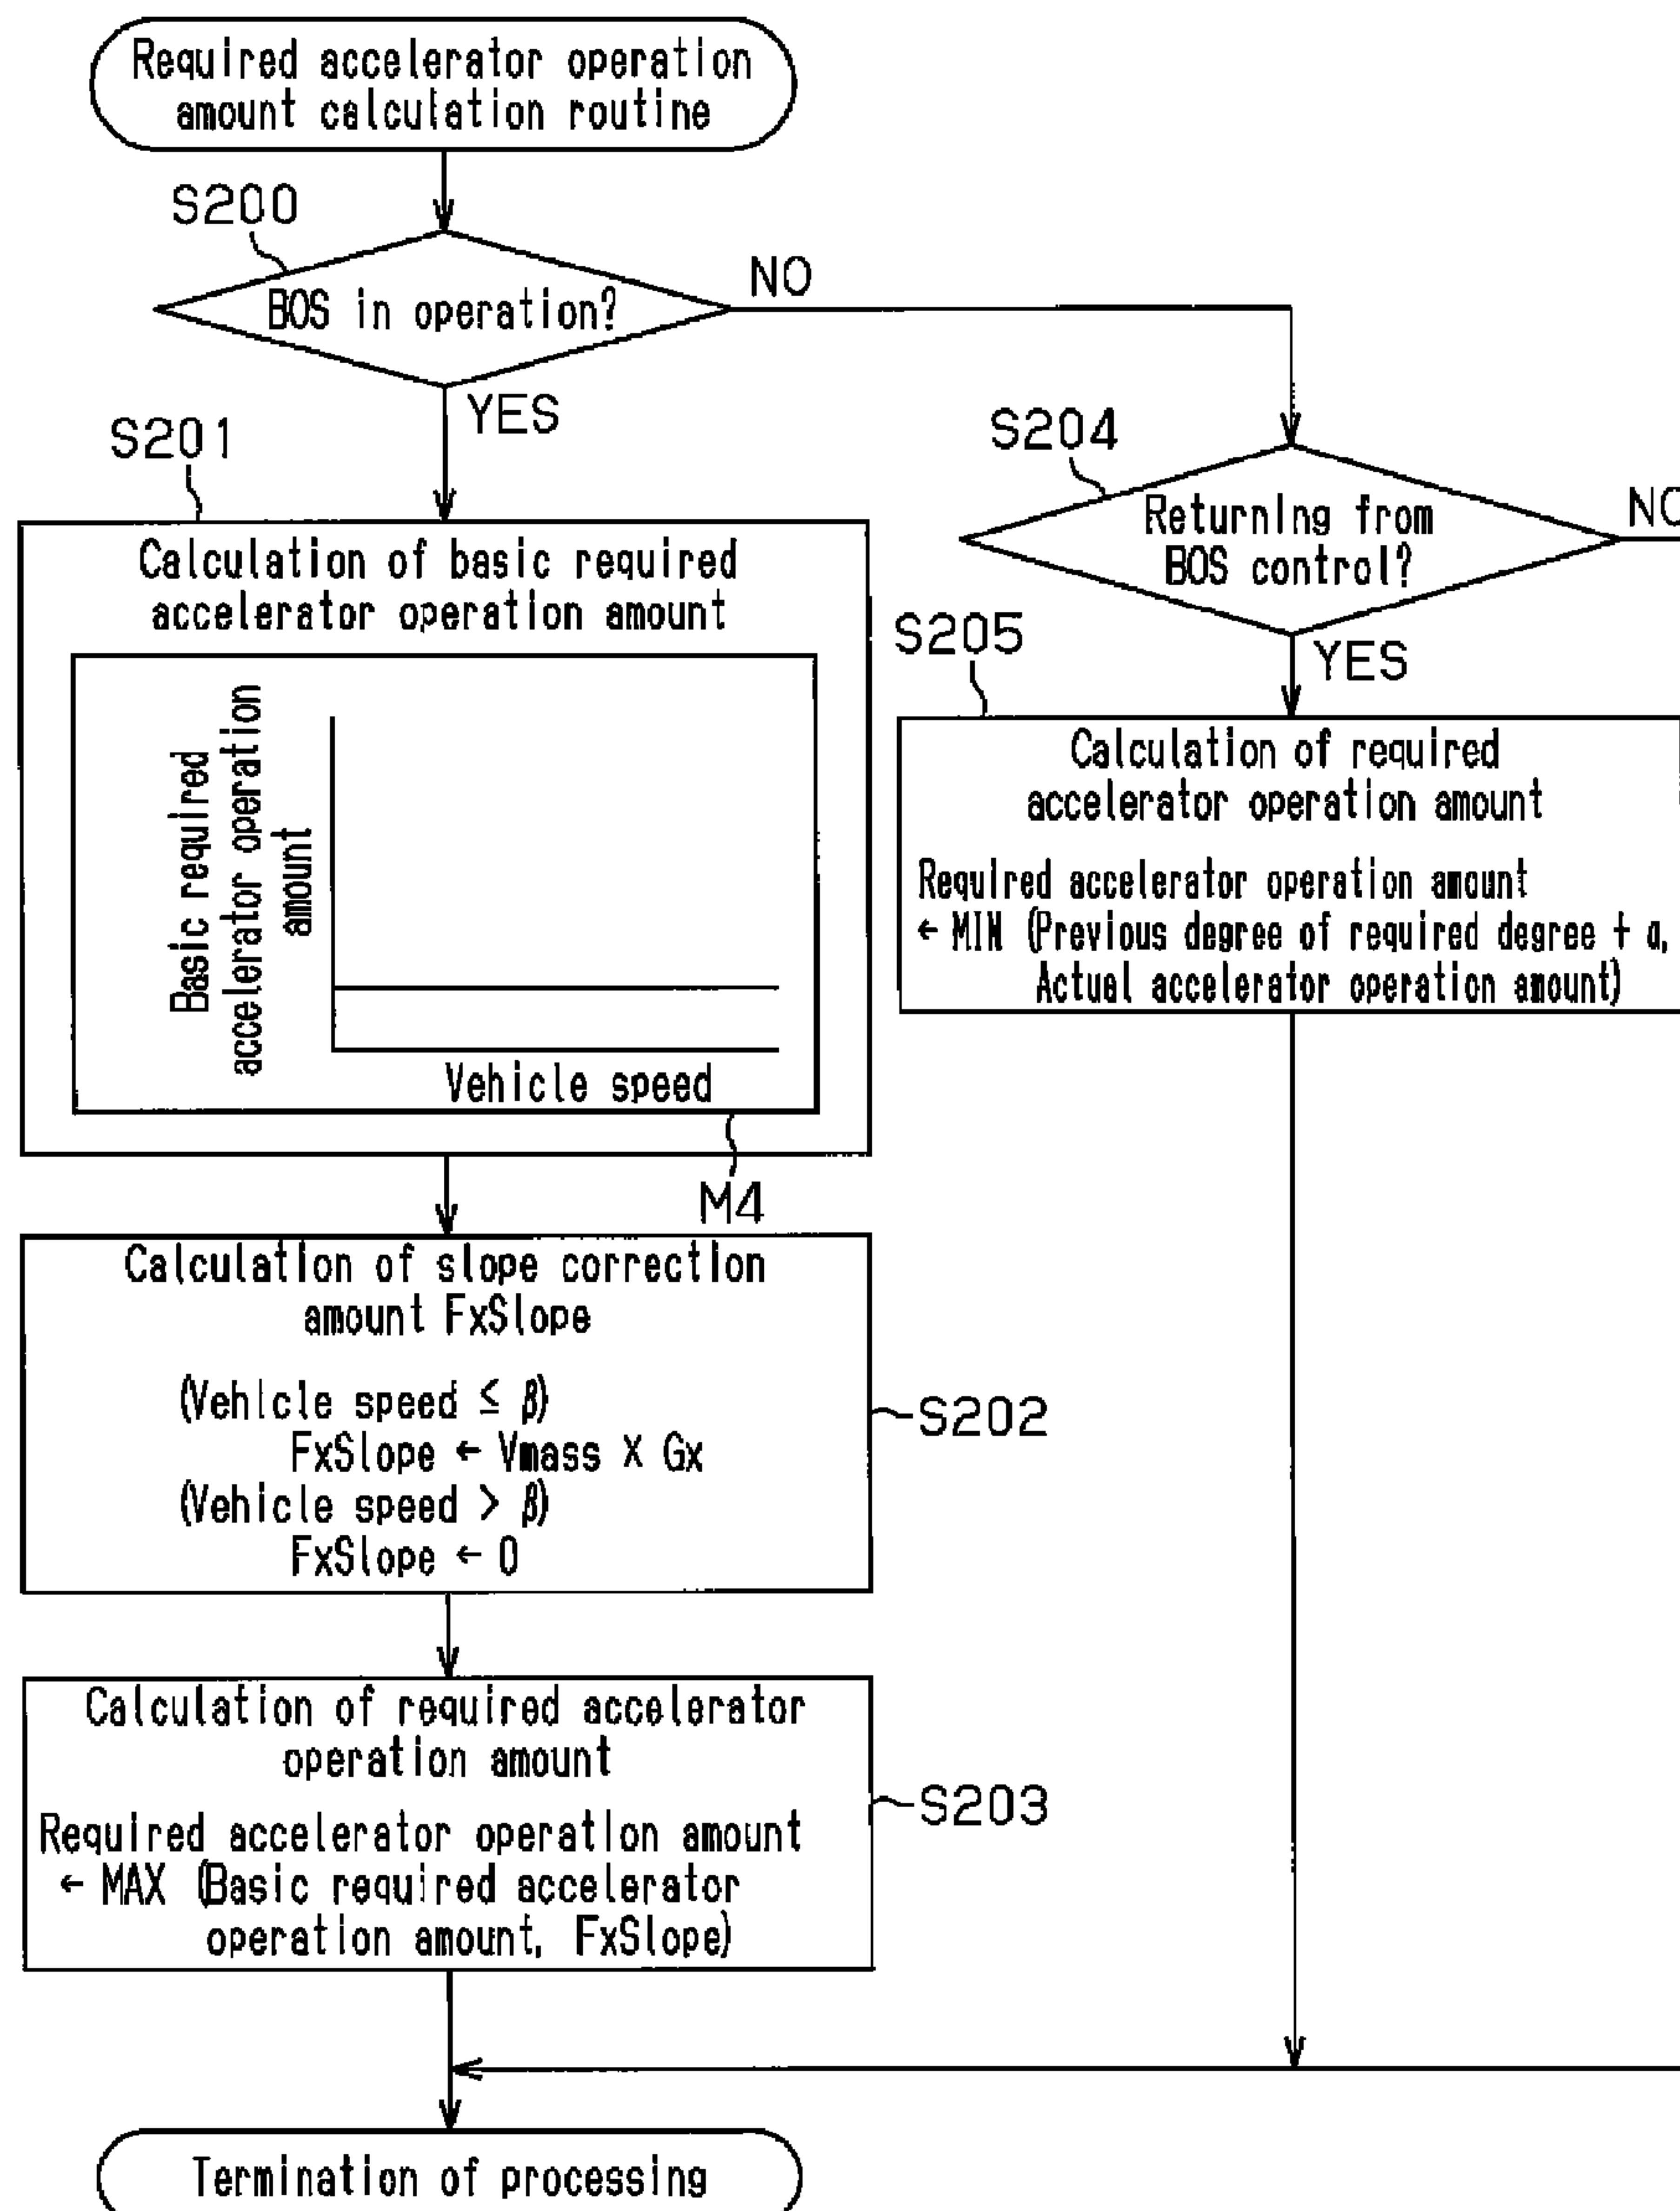 Required accelerator operation
amount calculation routine
S200
BOS in operation?
NO
YES
S201
Calculation of basic required
accelerator operation amount
Basic required
accelerator operation
amount
Vehicle speed
M4
Calculation of slope correction
amount FxSlope
(Vehicle speed ≤ β)
FxSlope ← Vmass X Gx
(Vehicle speed > β)
FxSlope ← 0
S202
Calculation of required accelerator
operation amount
Required accelerator operation amount
← MAX (Basic required accelerator
operation amount, FxSlope)
S203
S204
Returning from
BOS control?
NO
YES
S205
Calculation of required
accelerator operation amount
Required accelerator operation amount
← MIN (Previous degree of required degree + α,
Actual accelerator operation amount)
Termination of processing